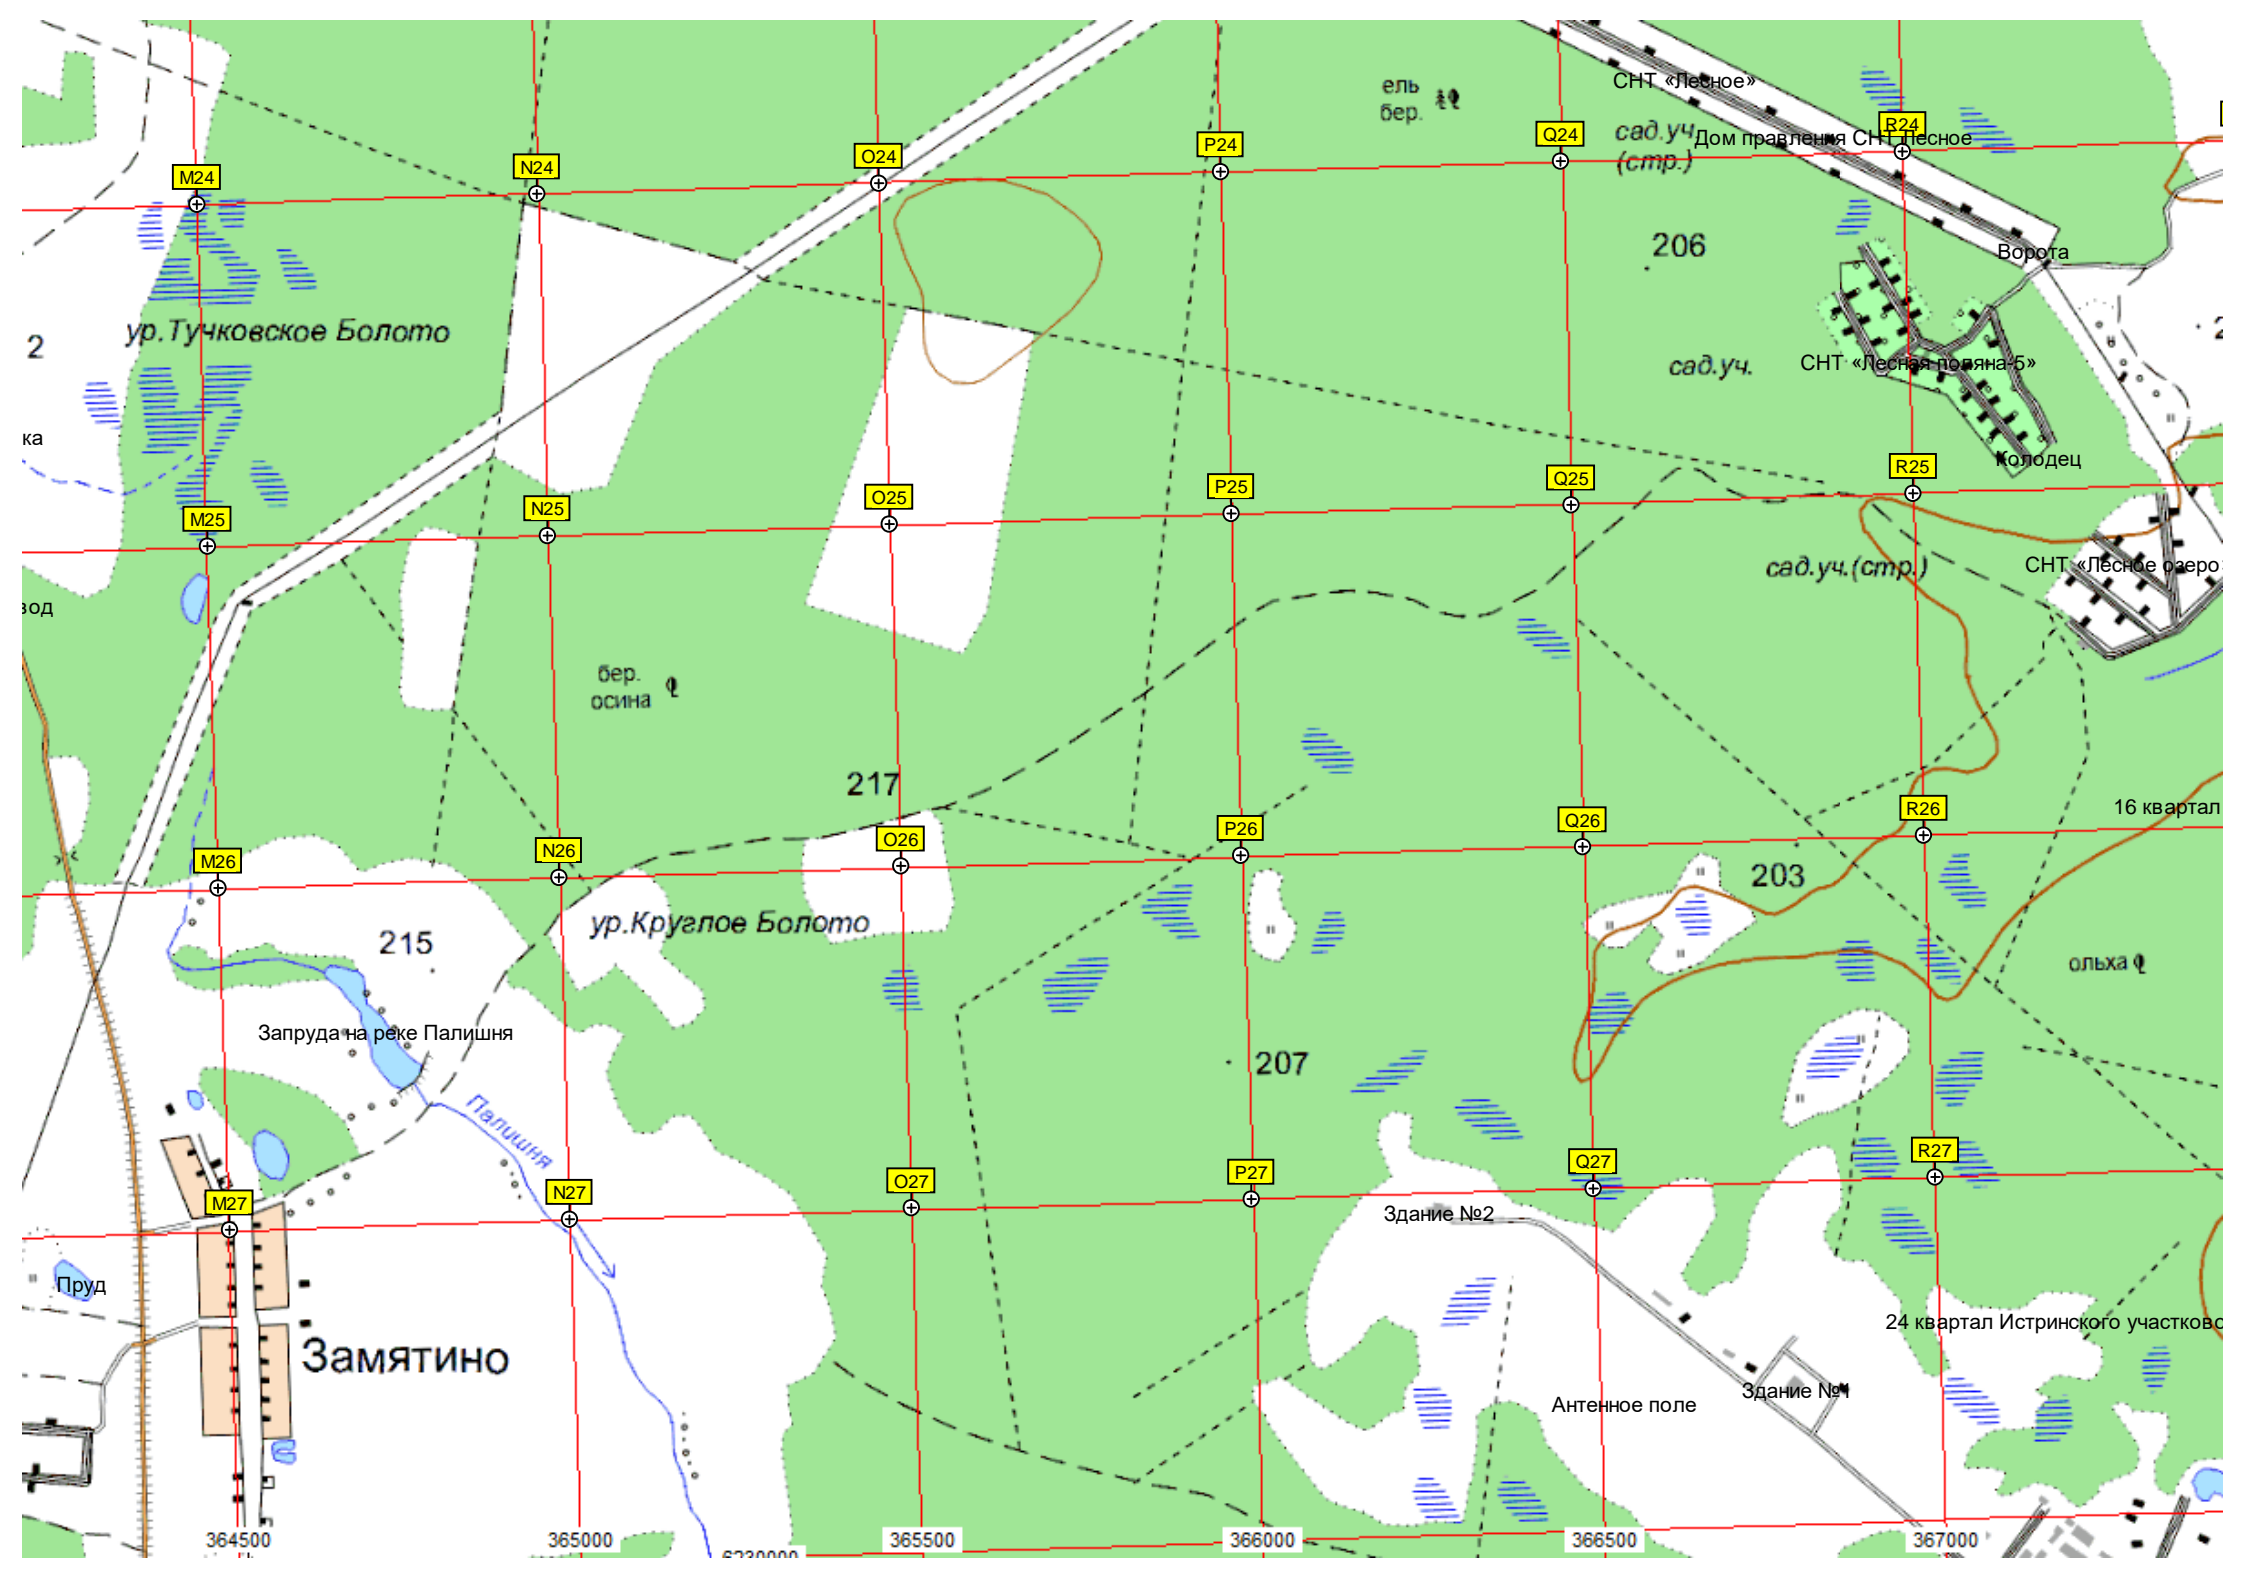 СНТ «Лесное»
ель
бер.
R24
сад.уч.
(стр.)
Дом правления СНТ Лесное
Q24
P24
O24
N24
M24
206
Ворота
ур.Тучковское Болото
2
2
сад.уч.
СНТ «Лесная поляна-5»
ка
Колодец
R25
Q25
P25
O25
N25
M25
сад.уч.(стр.)
СНТ «Лесное озеро»
вод
бер.
осина
217
16 квартал
R26
Q26
P26
O26
N26
M26
203
ур.Круглое Болото
215
ольха
Запруда на реке Палишня
207
Палишня
R27
Q27
P27
O27
N27
M27
Здание №2
Пруд
24 квартал Истринского участково
Замятино
Здание №1
Антенное поле
364500
365000
365500
366000
366500
367000
6230000